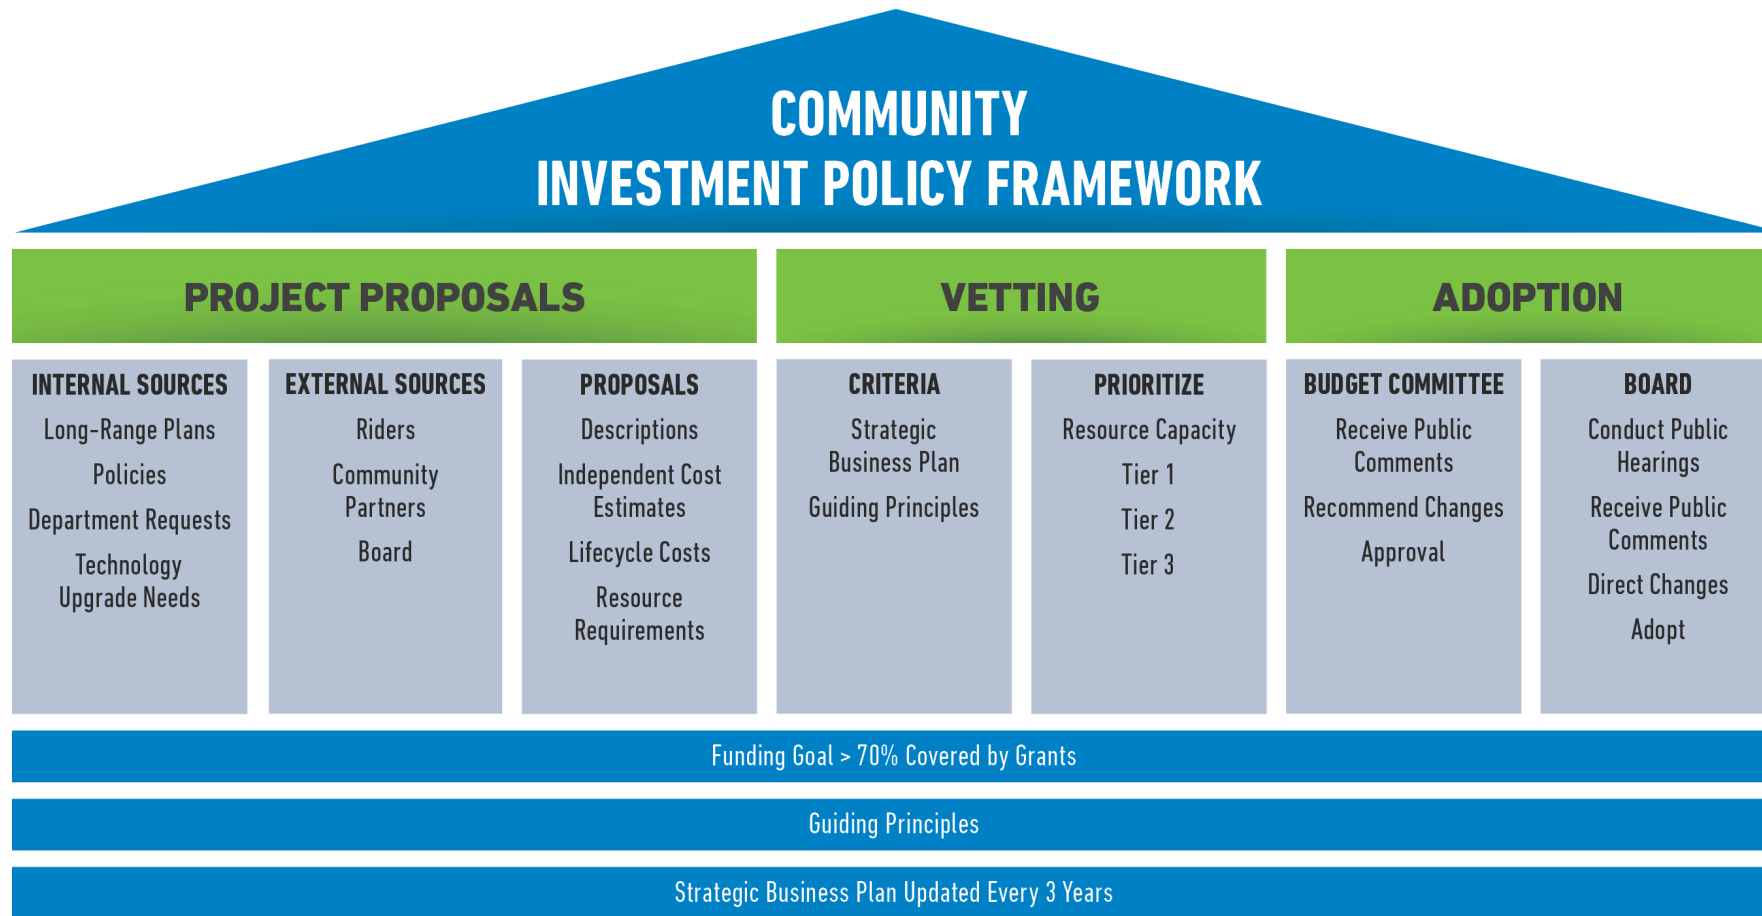 COMMUNITY
INVESTMENT POLICY FRAMEWORK
PROJECT PROPOSALS
VETTING
ADOPTION
INTERNAL SOURCES
Long-Range Plans
Policies
Department Requests
Technology
Upgrade Needs
EXTERNAL SOURCES
Riders
Community
Partners
Board
PROPOSALS
Descriptions
Independent Cost
Estimates
Lifecycle Costs
Resource
Requirements
CRITERIA
Strategic
Business Plan
Guiding Principles
PRIORITIZE
Resource Capacity
Tier 1
Tier 2
Tier 3
BUDGET COMMITTEE
Receive Public
Comments
Recommend Changes
Approval
BOARD
Conduct Public
Hearings
Receive Public
Comments
Direct Changes
Adopt
Funding Goal > 70% Covered by Grants
Guiding Principles
Strategic Business Plan Updated Every 3 Years